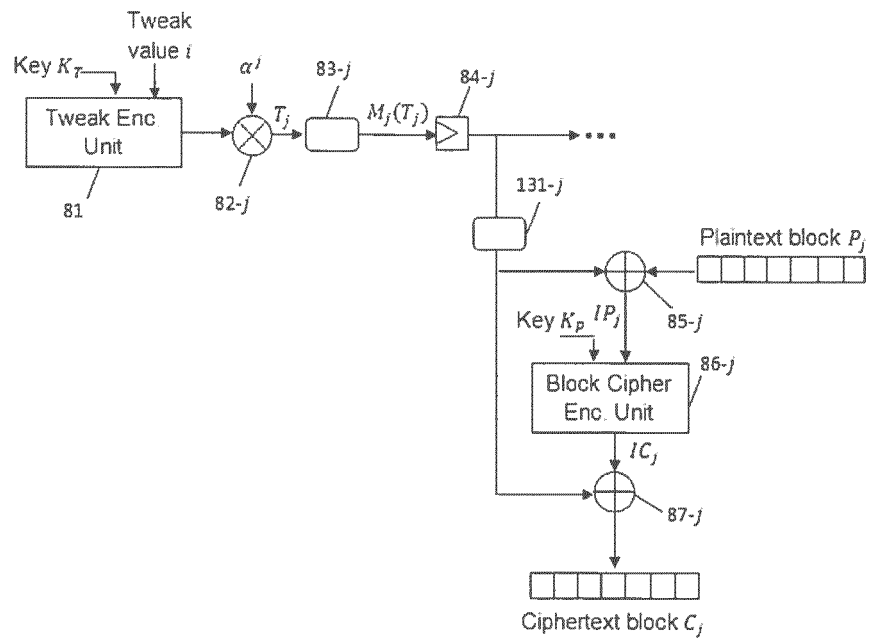 Tweak
value i
Key K_T
α^j
83-j
84-j
Tweak Enc.
Unit
T_j
M_j(T_j)
...
81
82-j
131-j
Plaintext block P_j
85-j
Key K_p
IP_j
86-j
Block Cipher
Enc. Unit
IC_j
87-j
Ciphertext block C_j